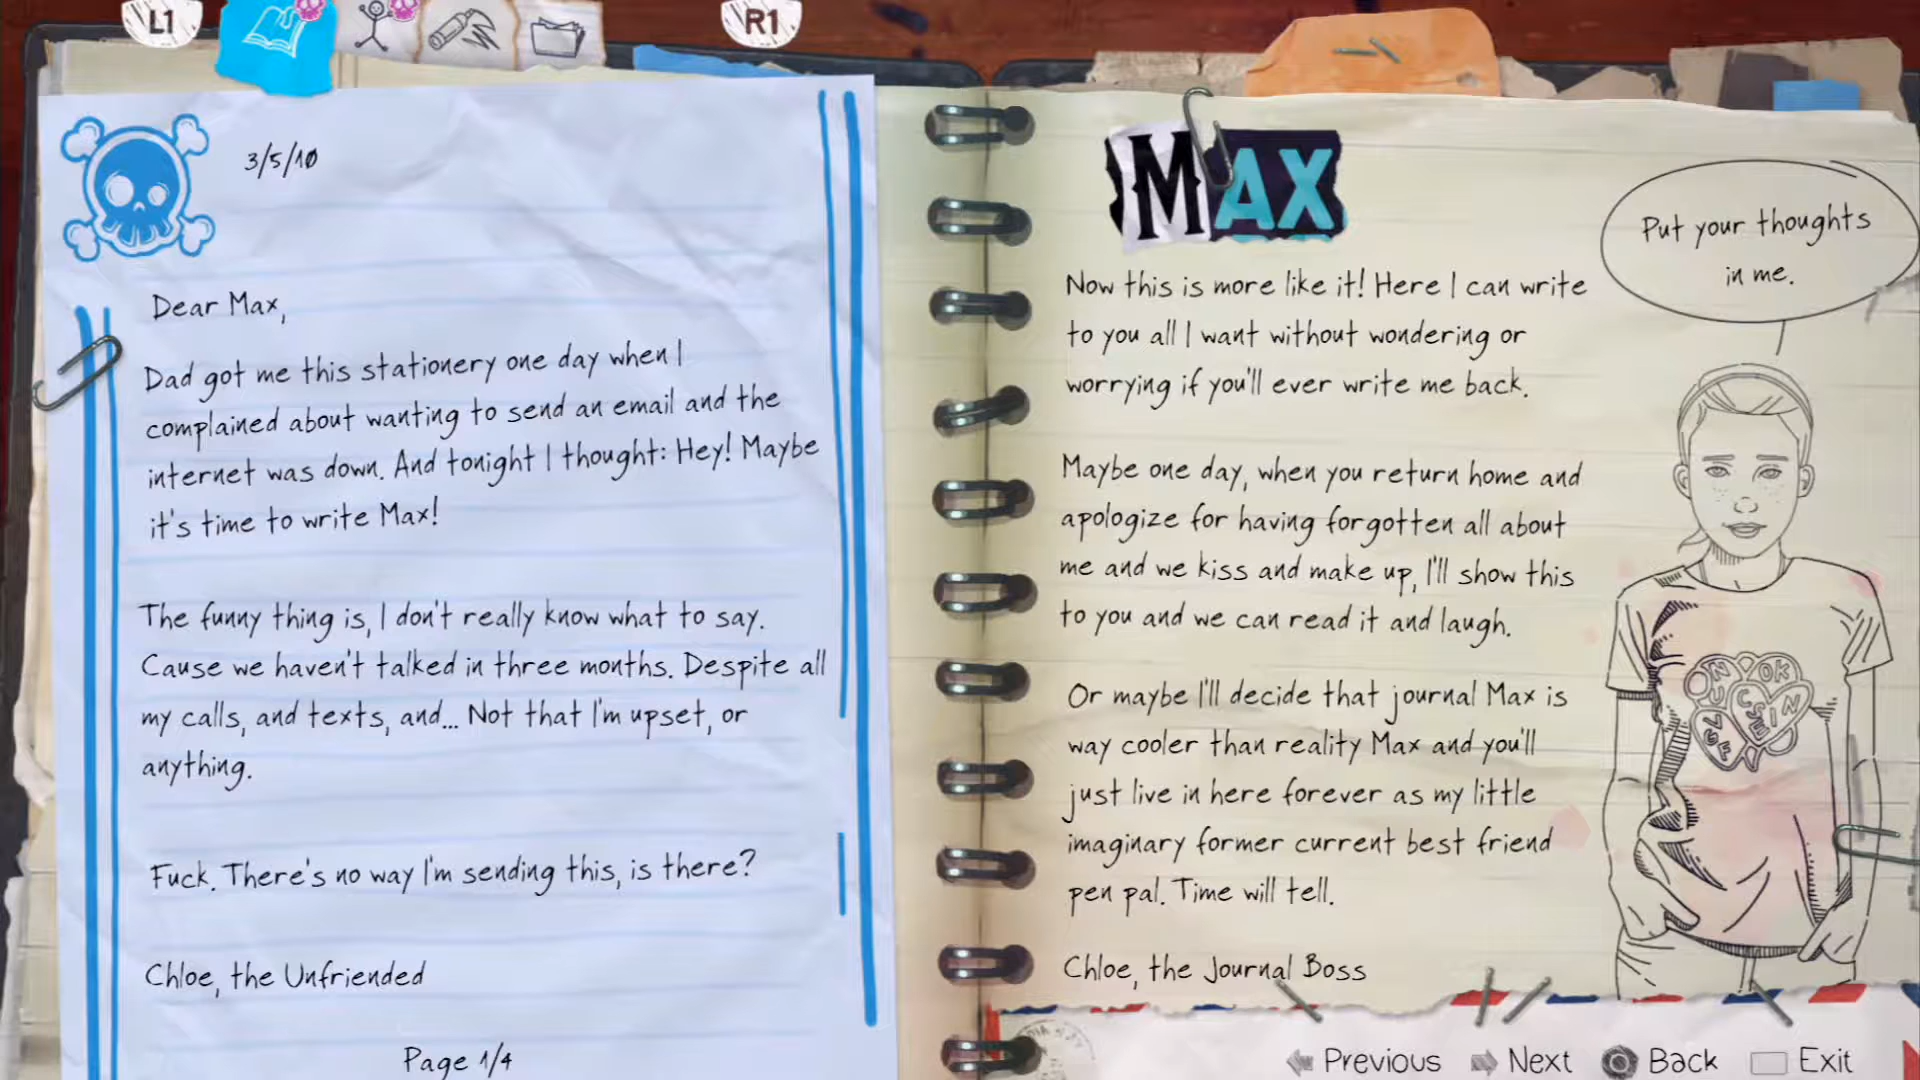 L1
R1
3/5/10
Dear Max,
Dad got me this stationery one day when I
complained about wanting to send an email and the
internet was down. And tonight I thought: Hey! Maybe
it's time to write Max!
The funny thing is, I don't really know what to say.
Cause we haven't talked in three months. Despite all
my calls, and texts, and... Not that I'm upset, or
anything.
Fuck. There's no way I'm sending this, is there?
Chloe, the Unfriended
Page 1/4
MAX
Now this is more like it! Here I can write
to you all I want without wondering or
worrying if you'll ever write me back.
Maybe one day, when you return home and
apologize for having forgotten all about
me and we kiss and make up, I'll show this
to you and we can read it and laugh.
Or maybe I'll decide that journal Max is
way cooler than reality Max and you'll
just live in here forever as my little
imaginary former current best friend
pen pal. Time will tell.
Chloe, the Journal Boss
Put your thoughts
in me.
OK
Previous
Next
Back
Exit